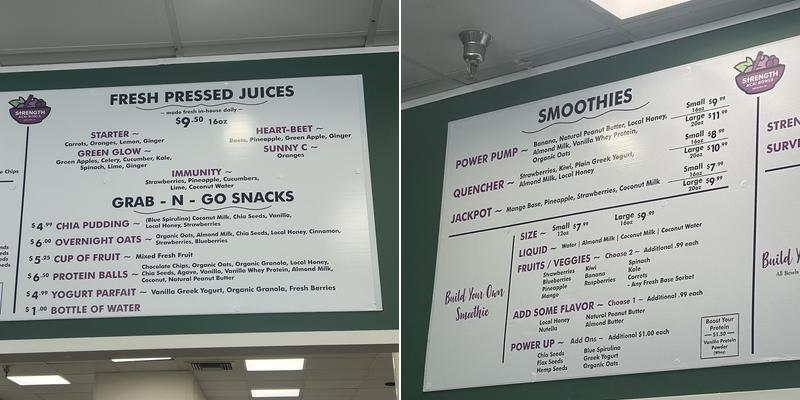 STRENGTH
ACAI BOWLS
FRESH PRESSED JUICES
~ made fresh in-house daily ~
$9.50 16oz
STARTER ~
Carrots, Oranges, Lemon, Ginger
GREEN GLOW ~
Green Apples, Celery, Cucumber, Kale,
Spinach, Lime, Ginger
HEART-BEET ~
Beets, Pineapple, Green Apple, Ginger
SUNNY C ~
Oranges
IMMUNITY ~
Strawberries, Pineapple, Cucumbers,
Lime, Coconut Water
GRAB - N - GO SNACKS
$4.99 CHIA PUDDING ~ (Blue Spirulina) Coconut Milk, Chia Seeds, Vanilla,
Local Honey, Strawberries
$6.00 OVERNIGHT OATS ~ Organic Oats, Almond Milk, Chia Seeds, Local Honey, Cinnamon,
Strawberries, Blueberries
$5.25 CUP OF FRUIT ~ Mixed Fresh Fruit
$6.50 PROTEIN BALLS ~ Chocolate Chips, Organic Oats, Organic Granola, Local Honey,
Chia Seeds, Agave, Vanilla, Vanilla Whey Protein, Almond Milk,
Coconut, Natural Peanut Butter
$4.99 YOGURT PARFAIT ~ Vanilla Greek Yogurt, Organic Granola, Fresh Berries
$1.00 BOTTLE OF WATER
SMOOTHIES
STRENGTH
ACAI BOWLS
POWER PUMP ~ Banana, Natural Peanut Butter, Local Honey,
Almond Milk, Vanilla Whey Protein,
Organic Oats
Small $9.99
16oz
Large $11.99
20oz
QUENCHER ~ Strawberries, Kiwi, Plain Greek Yogurt,
Almond Milk, Local Honey
Small $8.99
16oz
Large $10.99
20oz
JACKPOT ~ Mango Base, Pineapple, Strawberries, Coconut Milk
Small $7.99
16oz
Large $9.99
20oz
Build Your Own
Smoothie
SIZE ~ Small $7.99 Large $9.99
12oz 16oz
LIQUID ~ Water | Almond Milk | Coconut Milk | Coconut Water
FRUITS / VEGGIES ~ Choose 2 ~ Additional .99 each
Strawberries Kiwi Spinach
Blueberries Banana Kale
Pineapple Raspberries Carrots
Mango - Any Fresh Base Sorbet
ADD SOME FLAVOR ~ Choose 1 ~ Additional .99 each
Local Honey Natural Peanut Butter
Nutella Almond Butter
POWER UP ~ Add Ons ~ Additional $1.00 each
Chia Seeds Blue Spirulina
Flax Seeds Greek Yogurt
Hemp Seeds Organic Oats
Boost Your
Protein
$1.50
Vanilla Protein
Powder
(Whey)
STREN
SURVI
Build Y
All Bowls